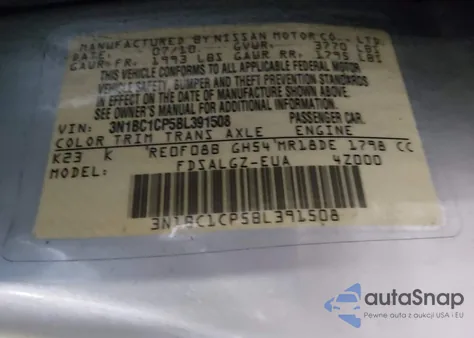 MANUFACTURED BY NISSAN MOTOR CO., LTD.
DATE: 07/10 GVWR: 3770 LBS
GAWR FR. 1993 LBS GAWR RR. 1795 LBS
THIS VEHICLE CONFORMS TO ALL APPLICABLE FEDERAL MOTOR
VEHICLE SAFETY, BUMPER AND THEFT PREVENTION STANDARDS
IN EFFECT ON THE DATE OF MANUFACTURE SHOWN ABOVE.
SEE OWNER'S MANUAL FOR ADDITIONAL INFORMATION
VIN: 3N1BC1CP5BL391508 PASSENGER CAR
COLOR TRIM TRANS AXLE ENGINE
K23 K RE0F08B GH54 MR18DE 1798 CC
MODEL: FDSALGZ-EUA 4Z000
3N1BC1CP5BL391508
autaSnap
Pewne auta z aukcji USA i EU